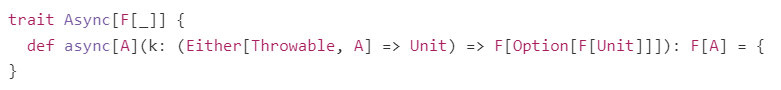 trait Async[F[_]] {
  def async[A](k: (Either[Throwable, A] => Unit) => F[Option[F[Unit]]]): F[A] = {
}